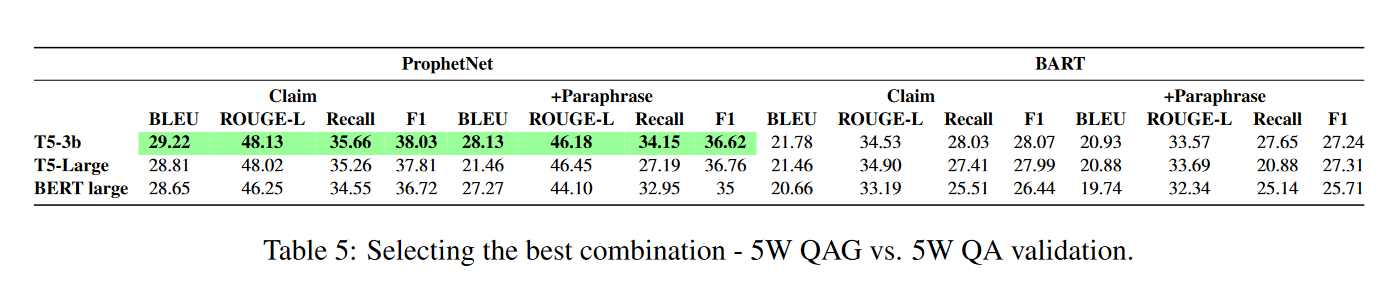 ProphetNet BART
Claim +Paraphrase Claim +Paraphrase
BLEU ROUGE-L Recall F1 BLEU ROUGE-L Recall F1 BLEU ROUGE-L Recall F1 BLEU ROUGE-L Recall F1
T5-3b 29.22 48.13 35.66 38.03 28.13 46.18 34.15 36.62 21.78 34.53 28.03 28.07 20.93 33.57 27.65 27.24
T5-Large 28.81 48.02 35.26 37.81 21.46 46.45 27.19 36.76 21.46 34.90 27.41 27.99 20.88 33.69 20.88 27.31
BERT large 28.65 46.25 34.55 36.72 27.27 44.10 32.95 35 20.66 33.19 25.51 26.44 19.74 32.34 25.14 25.71
Table 5: Selecting the best combination - 5W QAG vs. 5W QA validation.